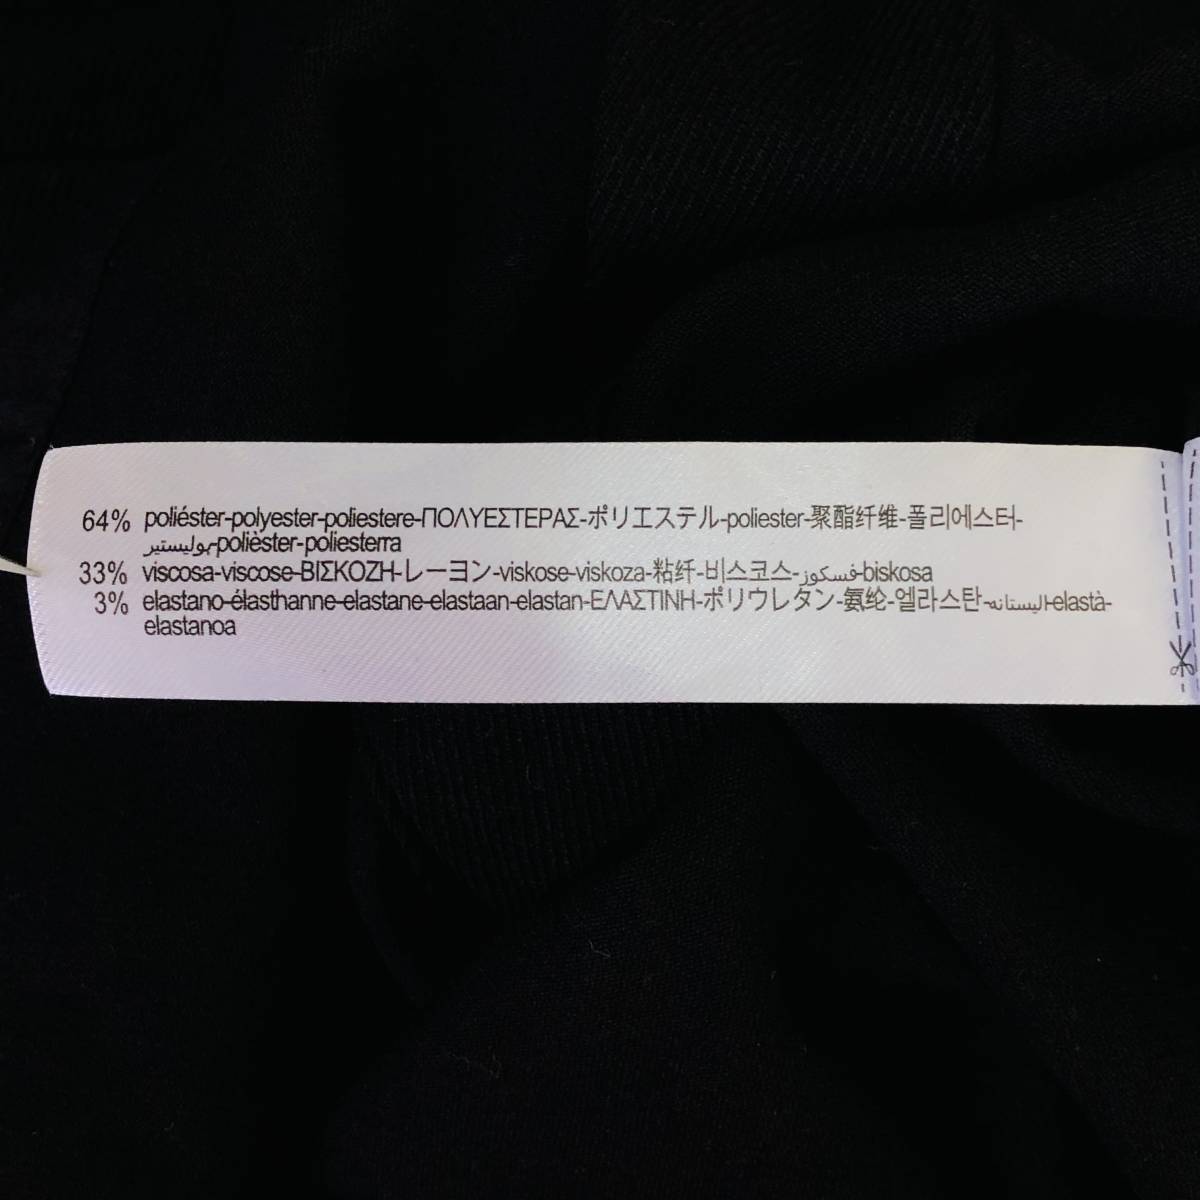 64% poliéster-polyester-poliestere-ΠΟΛΥΕΣΤΕΡΑΣ-ポリエステル-poliester-聚酯纤维-폴리에스터-
بوليستير-polièster-poliesterra
33% viscosa-viscose-ΒΙΣΚΟΖΗ-レーヨン-viskose-viskoza-粘纤-비스코스-فسكوز-biskosa
3% elastano-élasthanne-elastane-elastaan-elastan-ΕΛΑΣΤΙΝΗ-ポリウレタン-氨纶-엘라스탄-اليستانه-elastà-
elastanoa